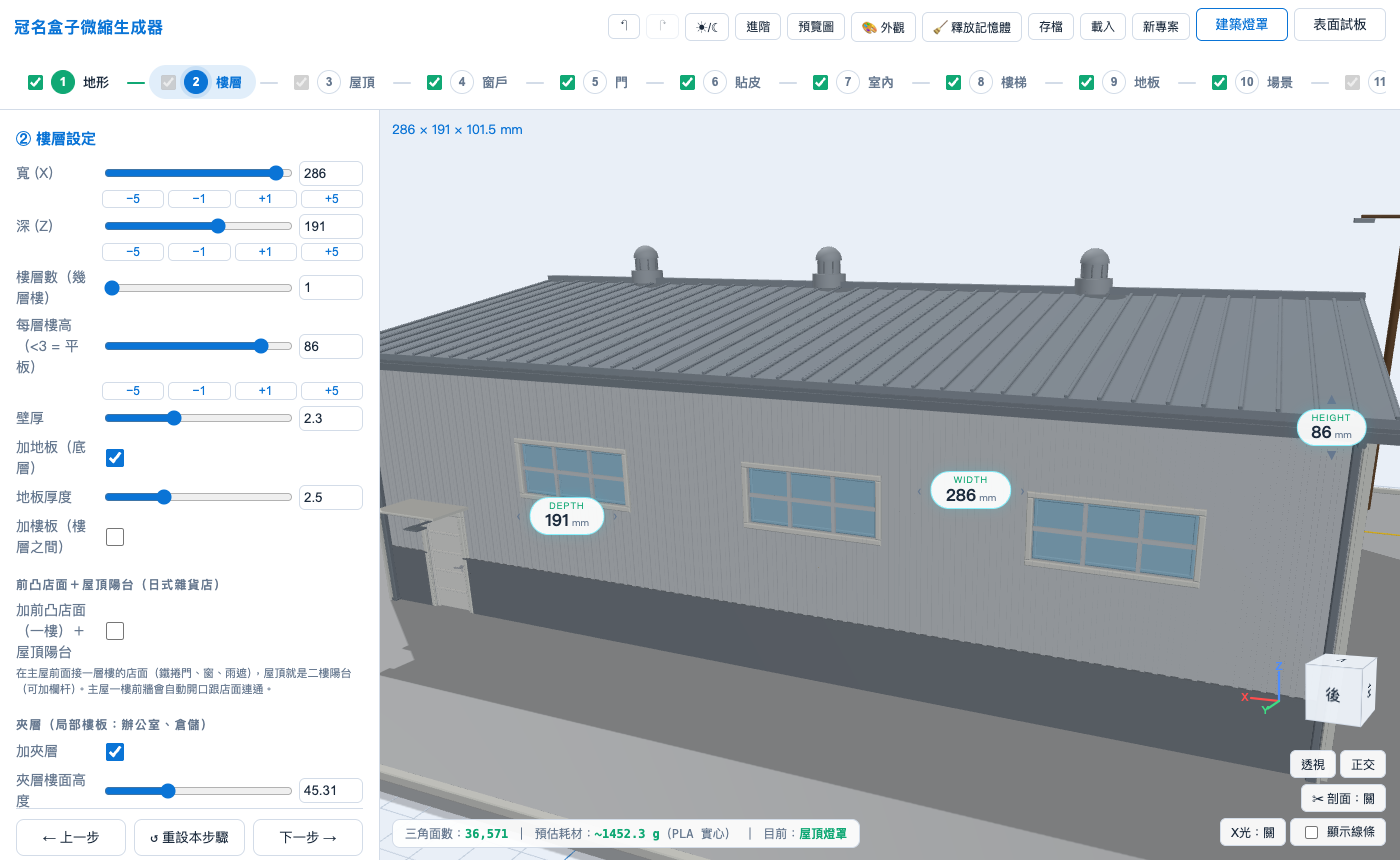 冠名盒子微縮生成器
☀/☾ 進階 預覽圖 🎨 外觀 🧹 釋放記憶體 存檔 載入 新專案 建築燈罩 表面試板
1 地形 2 樓層 3 屋頂 4 窗戶 5 門 6 貼皮 7 室內 8 樓梯 9 地板 10 場景 11
② 樓層設定
寬 (X) 286
−5 −1 +1 +5
深 (Z) 191
−5 −1 +1 +5
樓層數（幾
層樓） 1
每層樓高
（<3 = 平
板） 86
−5 −1 +1 +5
壁厚 2.3
加地板（底
層）
地板厚度 2.5
加樓板（樓
層之間）
前凸店面＋屋頂陽台（日式雜貨店）
加前凸店面
（一樓）＋
屋頂陽台
在主屋前面接一層樓的店面（鐵捲門、窗、雨遮），屋頂就是二樓陽台
（可加欄杆）。主屋一樓前牆會自動開口跟店面連通。
夾層（局部樓板：辦公室、倉儲）
加夾層
夾層樓面高
度 45.31
← 上一步 ↺ 重設本步驟 下一步 →
286 × 191 × 101.5 mm
HEIGHT
86 mm
WIDTH
286 mm
DEPTH
191 mm
Z
X
Y
後
透視 正交
✂ 剖面：關
X光：關 顯示線條
三角面數：36,571 | 預估耗材：~1452.3 g (PLA 實心) | 目前：屋頂燈罩